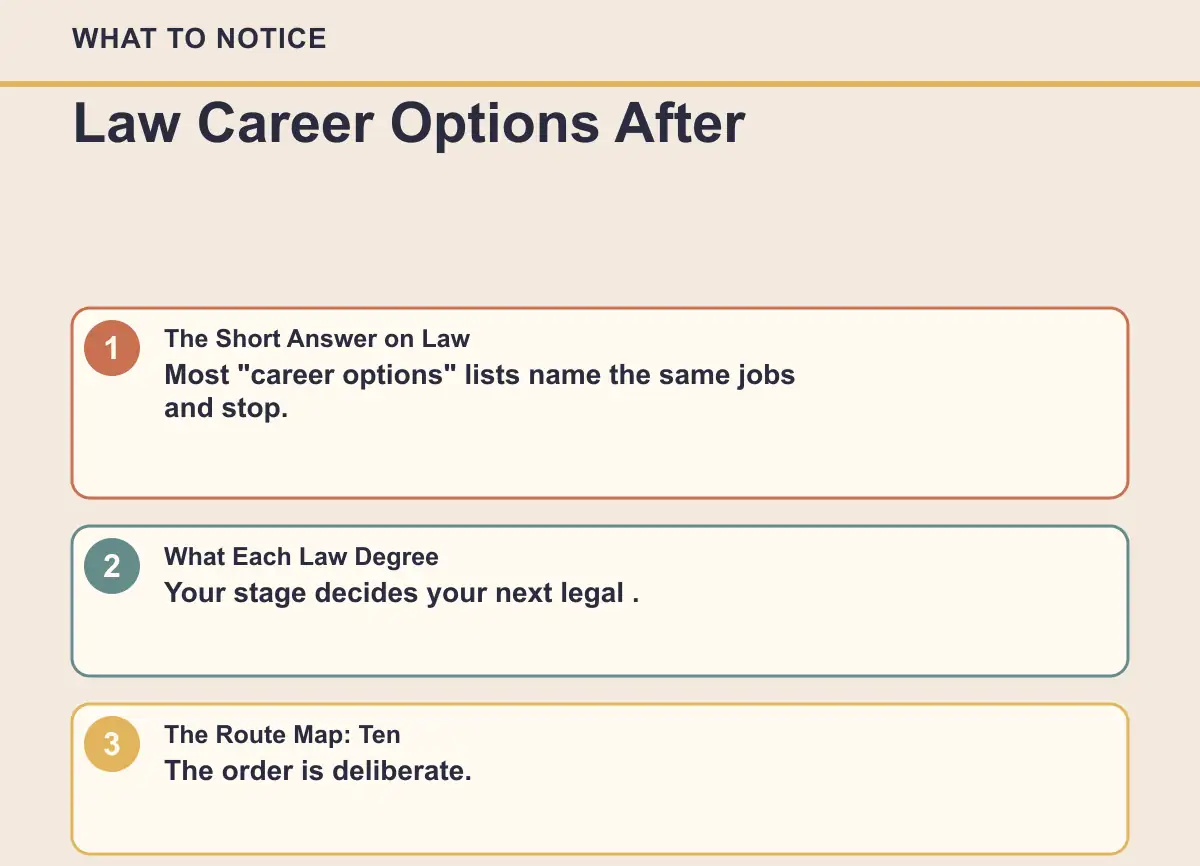 WHAT TO NOTICE
Law Career Options After
1
The Short Answer on Law
Most "career options" lists name the same jobs
and stop.
2
What Each Law Degree
Your stage decides your next legal .
3
The Route Map: Ten
The order is deliberate.